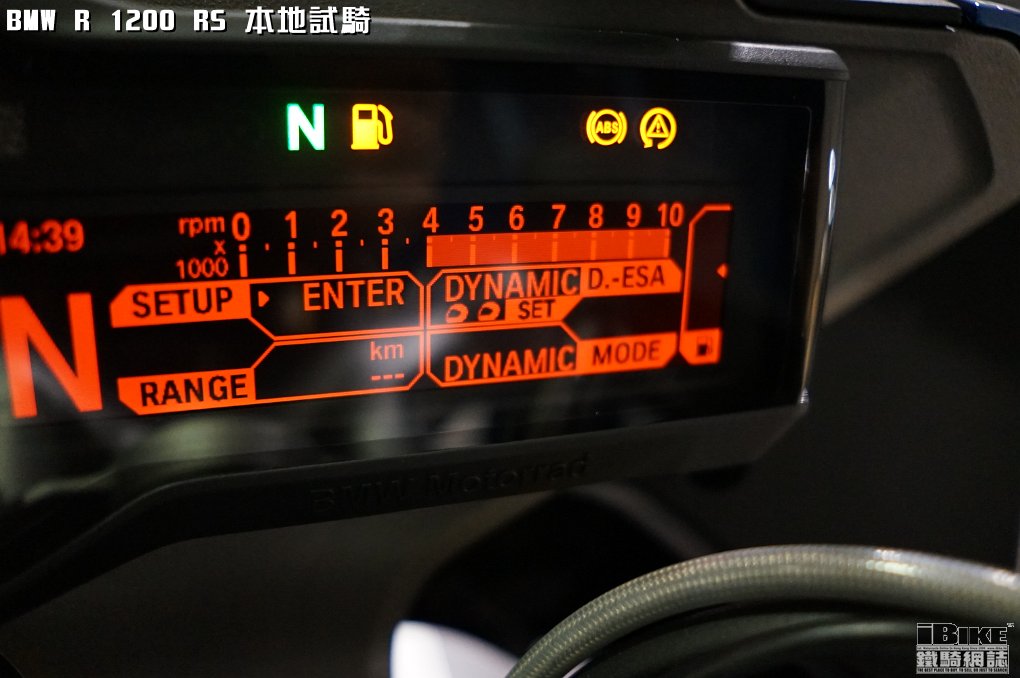 BMW R 1200 RS 本地試騎
N
ABS
14:39
rpm x 1000
0 1 2 3 4 5 6 7 8 9 10
SETUP ENTER
DYNAMIC D.-ESA
SET
N
km
---
RANGE
DYNAMIC MODE
BMW Motorrad
iBIKE
鐵騎網誌